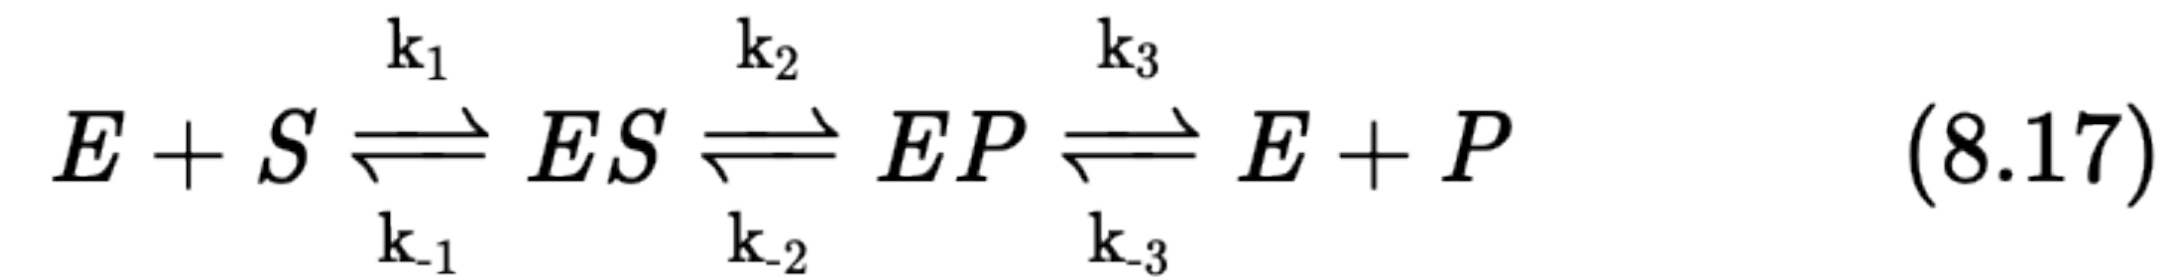 k₁ k₂ k₃
E + S ⇌ ES ⇌ EP ⇌ E + P (8.17)
k₋₁ k₋₂ k₋₃